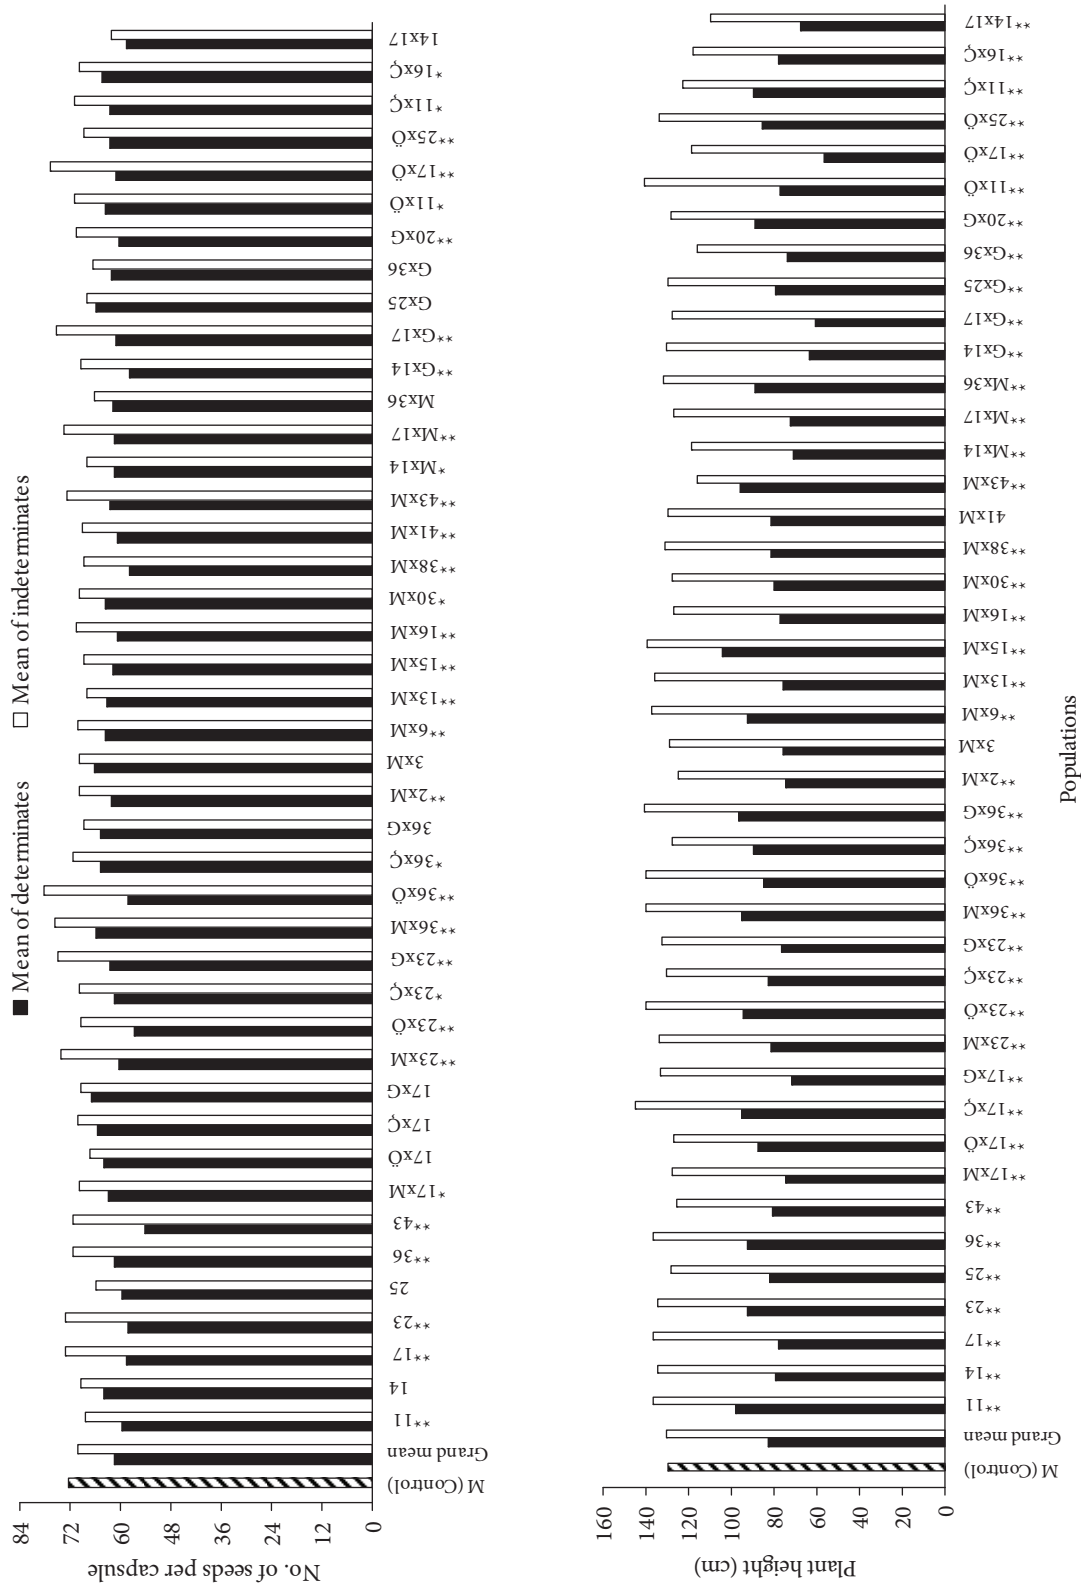 ■ Mean of determinates □ Mean of indeterminates
No. of seeds per capsule
84
72
60
48
36
24
12
0
M (Control)
Grand mean
**11
14
**17
**23
25
**36
**43
*17xM
17xÖ
17xÇ
17xG
**23xM
**23xÖ
*23xÇ
**23xG
**36xM
**36xÖ
*36xÇ
36xG
**2xM
3xM
**6xM
**13xM
**15xM
**16xM
*30xM
**38xM
**41xM
**43xM
*Mx14
**Mx17
Mx36
**Gx14
**Gx17
Gx25
Gx36
**20xG
*11xÖ
**17xÖ
**25xÖ
*11xÇ
*16xÇ
14x17
Plant height (cm)
160
140
120
100
80
60
40
20
0
M (Control)
Grand mean
**11
**14
**17
**23
**25
**36
**43
**17xM
**17xÖ
**17xÇ
**17xG
**23xM
**23xÖ
**23xÇ
**23xG
**36xM
**36xÖ
**36xÇ
**36xG
**2xM
3xM
**6xM
**13xM
**15xM
**16xM
**30xM
**38xM
41xM
**43xM
**Mx14
**Mx17
**Mx36
**Gx14
**Gx17
**Gx25
**Gx36
**20xG
**11xÖ
**17xÖ
**25xÖ
**11xÇ
**16xÇ
**14x17
Populations